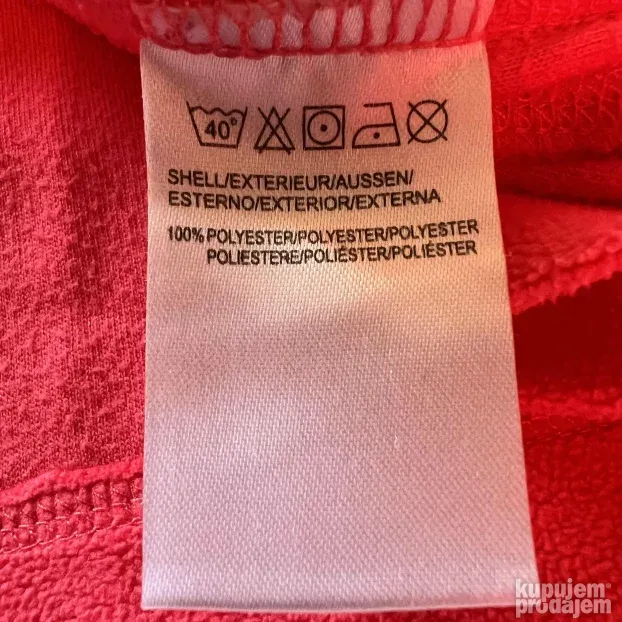 40°
SHELL/EXTERIEUR/AUSSEN/
ESTERNO/EXTERIOR/EXTERNA
100% POLYESTER/POLYESTER/POLYESTER
POLIESTERE/POLIÉSTER/POLIÉSTER
kupujem
prodajem